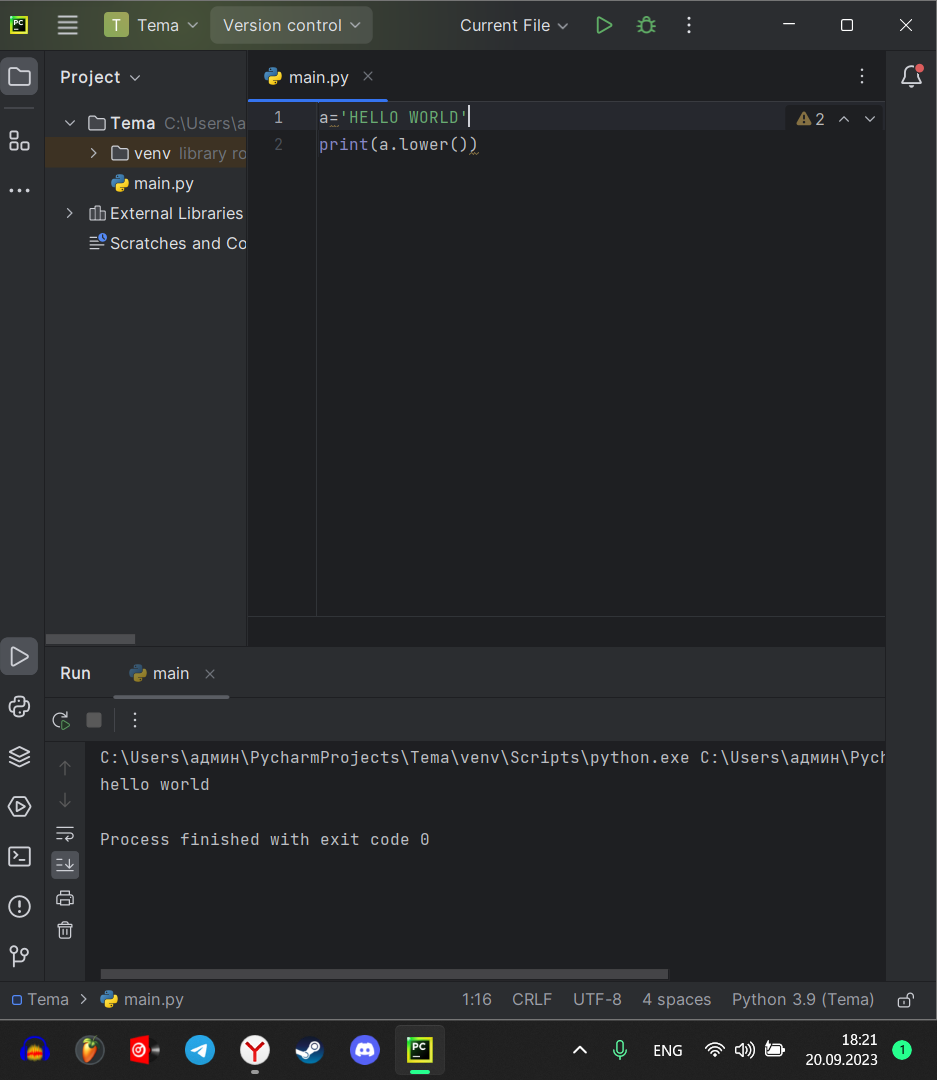 PC T Tema Version control Current File
Project
main.py
Tema C:\Users\a
venv library ro
main.py
External Libraries
Scratches and Co
1 a='HELLO WORLD'
2 print(a.lower())
2
Run main
C:\Users\админ\PycharmProjects\Tema\venv\Scripts\python.exe C:\Users\админ\Pych
hello world
Process finished with exit code 0
Tema main.py 1:16 CRLF UTF-8 4 spaces Python 3.9 (Tema)
PC ENG 18:21
20.09.2023 1